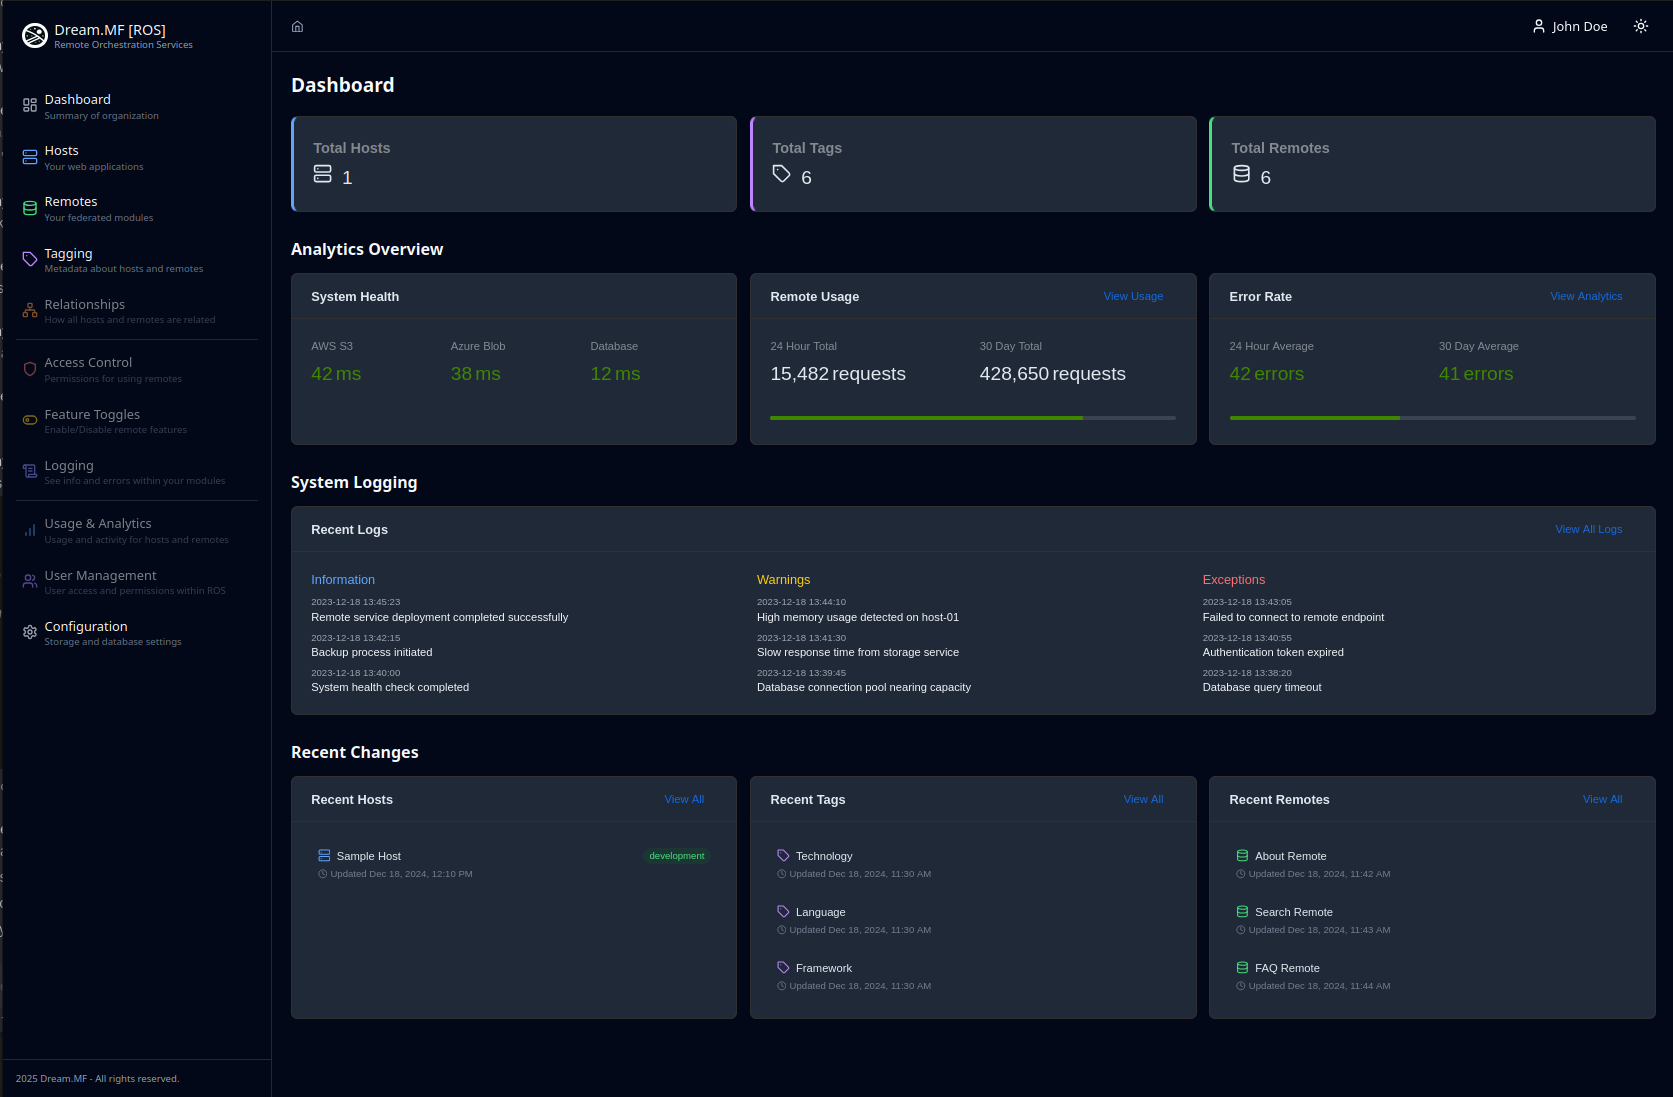 Dream.MF [ROS]
Remote Orchestration Services
Dashboard
Summary of organization
Hosts
Your web applications
Remotes
Your federated modules
Tagging
Metadata about hosts and remotes
Relationships
How all hosts and remotes are related
Access Control
Permissions for using remotes
Feature Toggles
Enable/Disable remote features
Logging
See info and errors within your modules
Usage & Analytics
Usage and activity for hosts and remotes
User Management
User access and permissions within ROS
Configuration
Storage and database settings
2025 Dream.MF - All rights reserved.
John Doe
Dashboard
Total Hosts
1
Total Tags
6
Total Remotes
6
Analytics Overview
System Health
AWS S3
42 ms
Azure Blob
38 ms
Database
12 ms
Remote Usage
View Usage
24 Hour Total
15,482 requests
30 Day Total
428,650 requests
Error Rate
View Analytics
24 Hour Average
42 errors
30 Day Average
41 errors
System Logging
Recent Logs
View All Logs
Information
2023-12-18 13:45:23
Remote service deployment completed successfully
2023-12-18 13:42:15
Backup process initiated
2023-12-18 13:40:00
System health check completed
Warnings
2023-12-18 13:44:10
High memory usage detected on host-01
2023-12-18 13:41:30
Slow response time from storage service
2023-12-18 13:39:45
Database connection pool nearing capacity
Exceptions
2023-12-18 13:43:05
Failed to connect to remote endpoint
2023-12-18 13:40:55
Authentication token expired
2023-12-18 13:38:20
Database query timeout
Recent Changes
Recent Hosts
View All
Sample Host
development
Updated Dec 18, 2024, 12:10 PM
Recent Tags
View All
Technology
Updated Dec 18, 2024, 11:30 AM
Language
Updated Dec 18, 2024, 11:30 AM
Framework
Updated Dec 18, 2024, 11:30 AM
Recent Remotes
View All
About Remote
Updated Dec 18, 2024, 11:42 AM
Search Remote
Updated Dec 18, 2024, 11:43 AM
FAQ Remote
Updated Dec 18, 2024, 11:44 AM